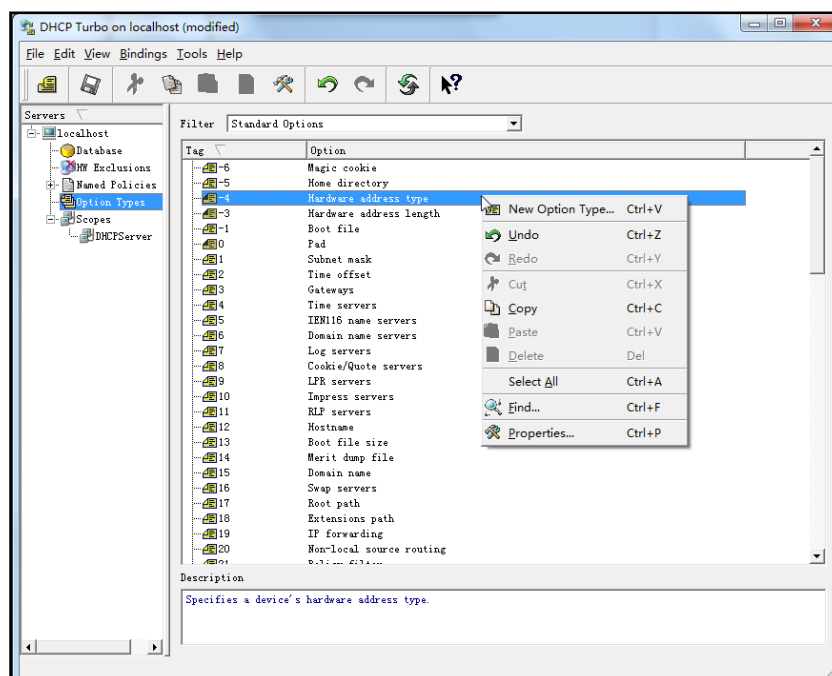 DHCP Turbo on localhost (modified)
File Edit View Bindings Tools Help
Servers
localhost
Database
HW Exclusions
Named Policies
Option Types
Scopes
DHCPServer
Filter Standard Options
Tag Option
-6 Magic cookie
-5 Home directory
-4 Hardware address type
-3 Hardware address length
-1 Boot file
0 Pad
1 Subnet mask
2 Time offset
3 Gateways
4 Time servers
5 IEN116 name servers
6 Domain name servers
7 Log servers
8 Cookie/Quote servers
9 LPR servers
10 Impress servers
11 RLP servers
12 Hostname
13 Boot file size
14 Merit dump file
15 Domain name
16 Swap servers
17 Root path
18 Extensions path
19 IP forwarding
20 Non-local source routing
21 Policy filter
New Option Type... Ctrl+V
Undo Ctrl+Z
Redo Ctrl+Y
Cut Ctrl+X
Copy Ctrl+C
Paste Ctrl+V
Delete Del
Select All Ctrl+A
Find... Ctrl+F
Properties... Ctrl+P
Description
Specifies a device's hardware address type.